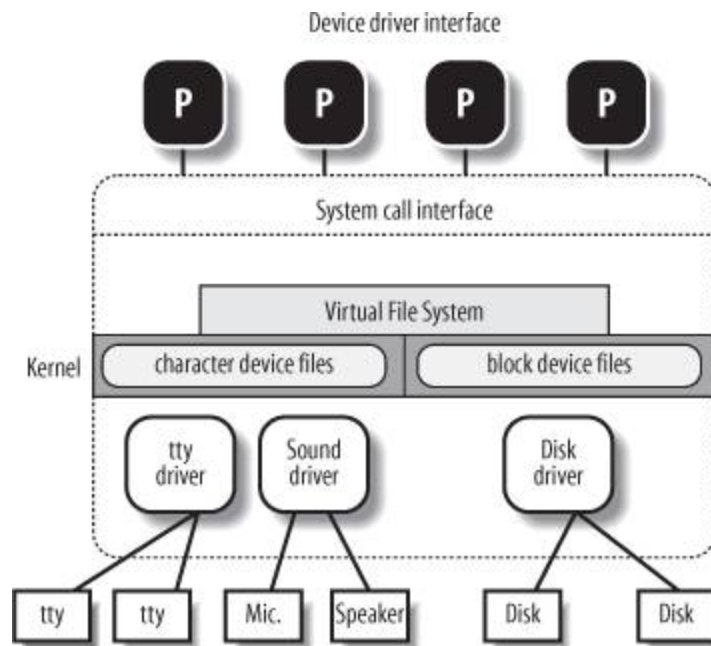 Device driver interface
P P P P
System call interface
Virtual File System
Kernel
character device files
block device files
tty
driver
Sound
driver
Disk
driver
tty
tty
Mic.
Speaker
Disk
Disk